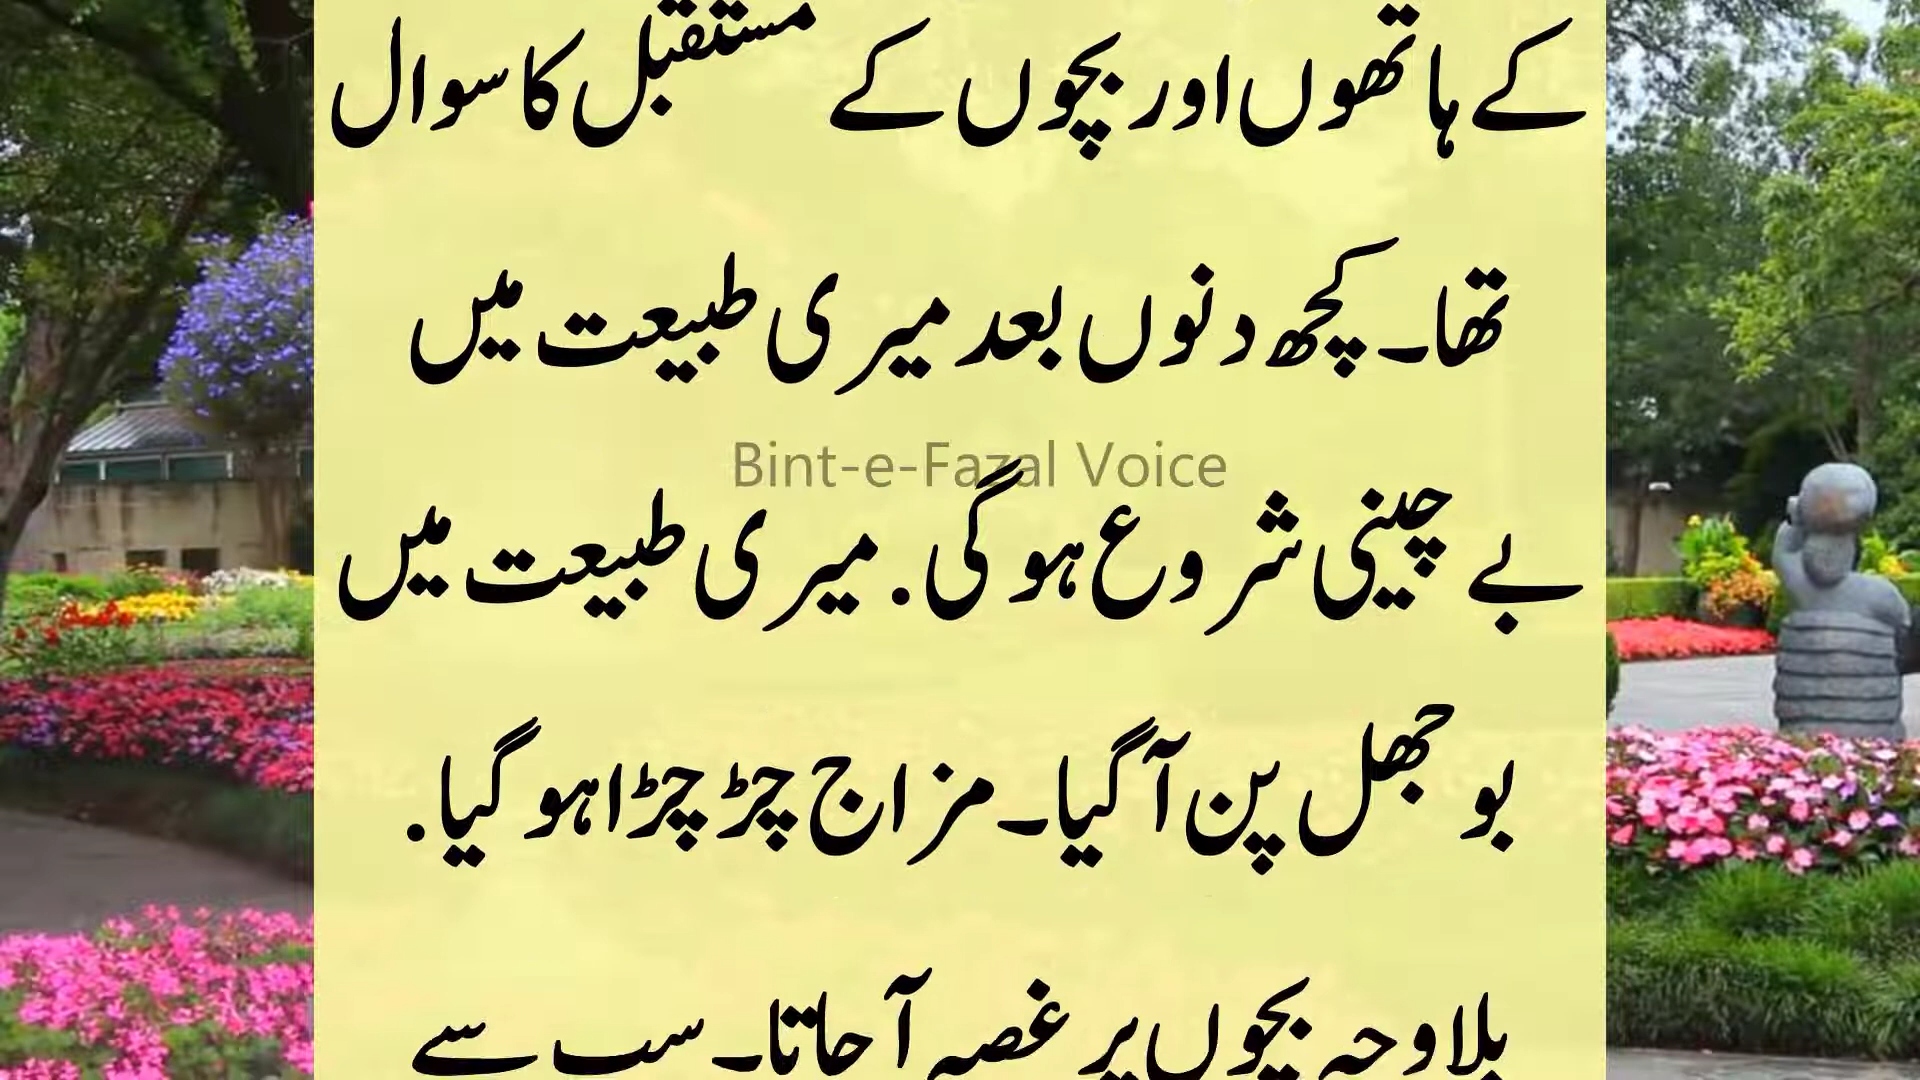 کے ہاتھوں اور بچوں کے مستقبل کا سوال
تھا۔ کچھ دنوں بعد میری طبیعت میں
Bint-e-Fazal Voice
بے چینی شروع ہو گی. میری طبیعت میں
بوجھل پن آ گیا۔ مزاج چڑچڑا ہو گیا.
بلاوجہ بچوں پر غصہ آ جاتا۔ سب سے